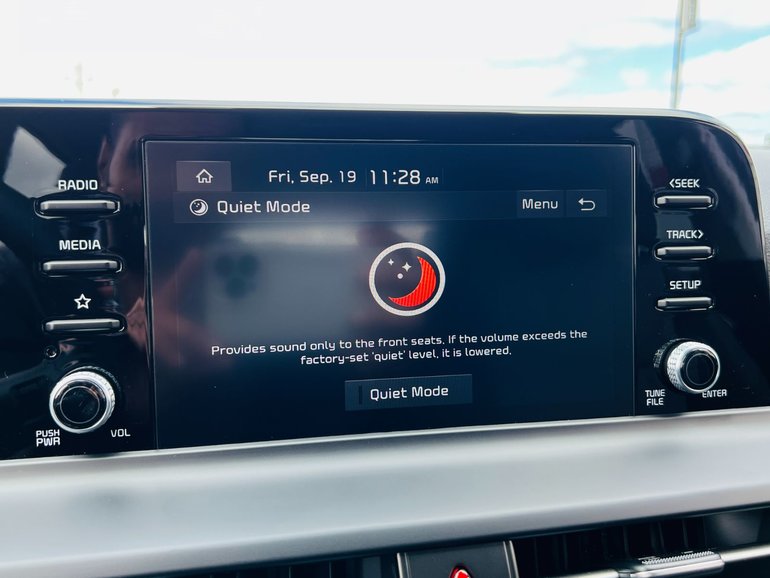 Fri, Sep. 19 11:28 AM
Quiet Mode Menu
Provides sound only to the front seats. If the volume exceeds the
factory-set 'quiet' level, it is lowered.
Quiet Mode
RADIO
MEDIA
PUSH
PWR
VOL
<SEEK
TRACK>
SETUP
TUNE
FILE
ENTER